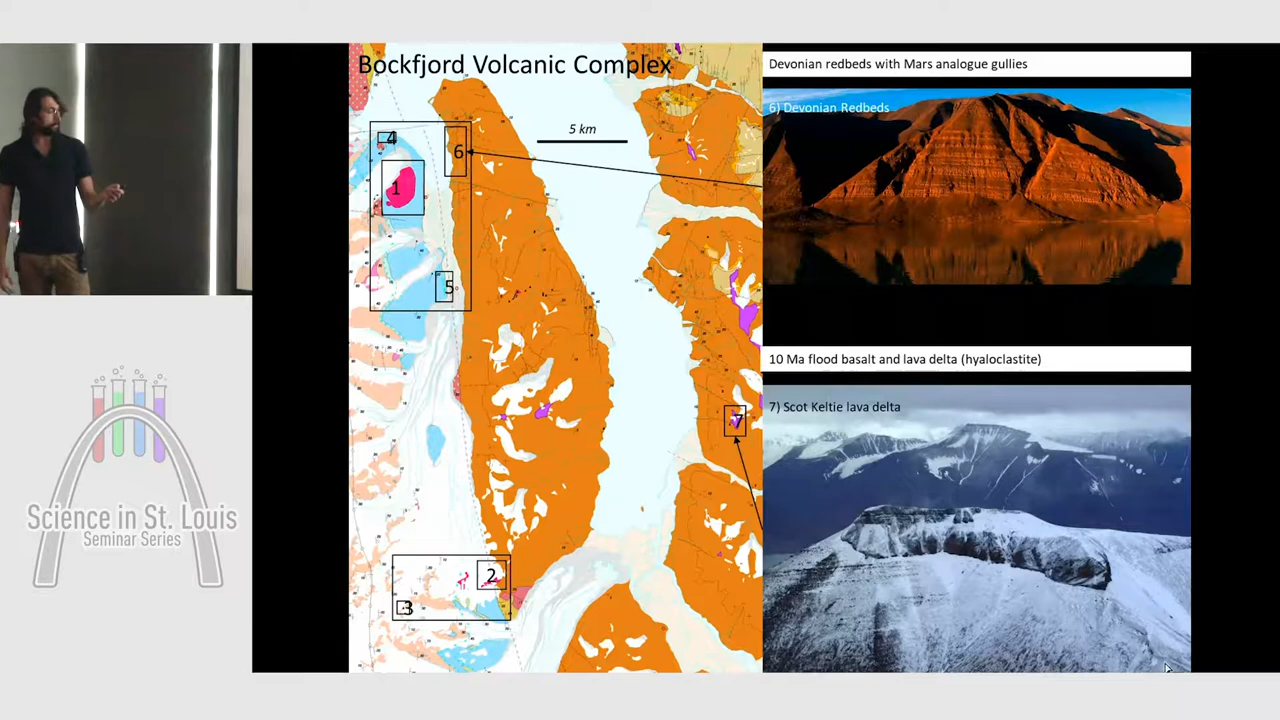 Bockfjord Volcanic Complex
5 km
4
1
6
5
7
2
3
Devonian redbeds with Mars analogue gullies
6) Devonian Redbeds
10 Ma flood basalt and lava delta (hyaloclastite)
7) Scot Keltie lava delta
Science in St. Louis
Seminar Series